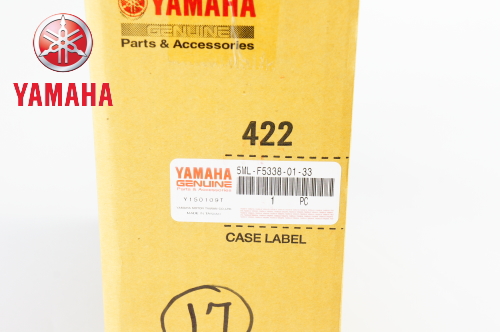 YAMAHA
GENUINE
Parts & Accessories
YAMAHA
422
YAMAHA
GENUINE
Parts & Accessories
5ML-F5338-01-33
1 PC
CASE LABEL
17